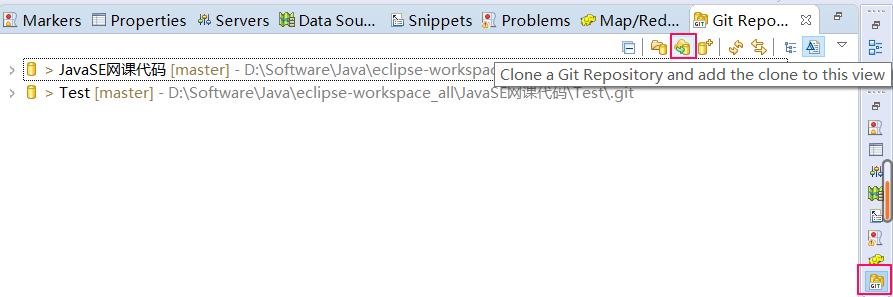 Markers Properties Servers Data Sou... Snippets Problems Map/Red... Git Repo...
> JavaSE网课代码 [master] - D:\Software\Java\eclipse-workspace
Clone a Git Repository and add the clone to this view
> Test [master] - D:\Software\Java\eclipse-workspace_all\JavaSE网课代码\Test\.git
GIT